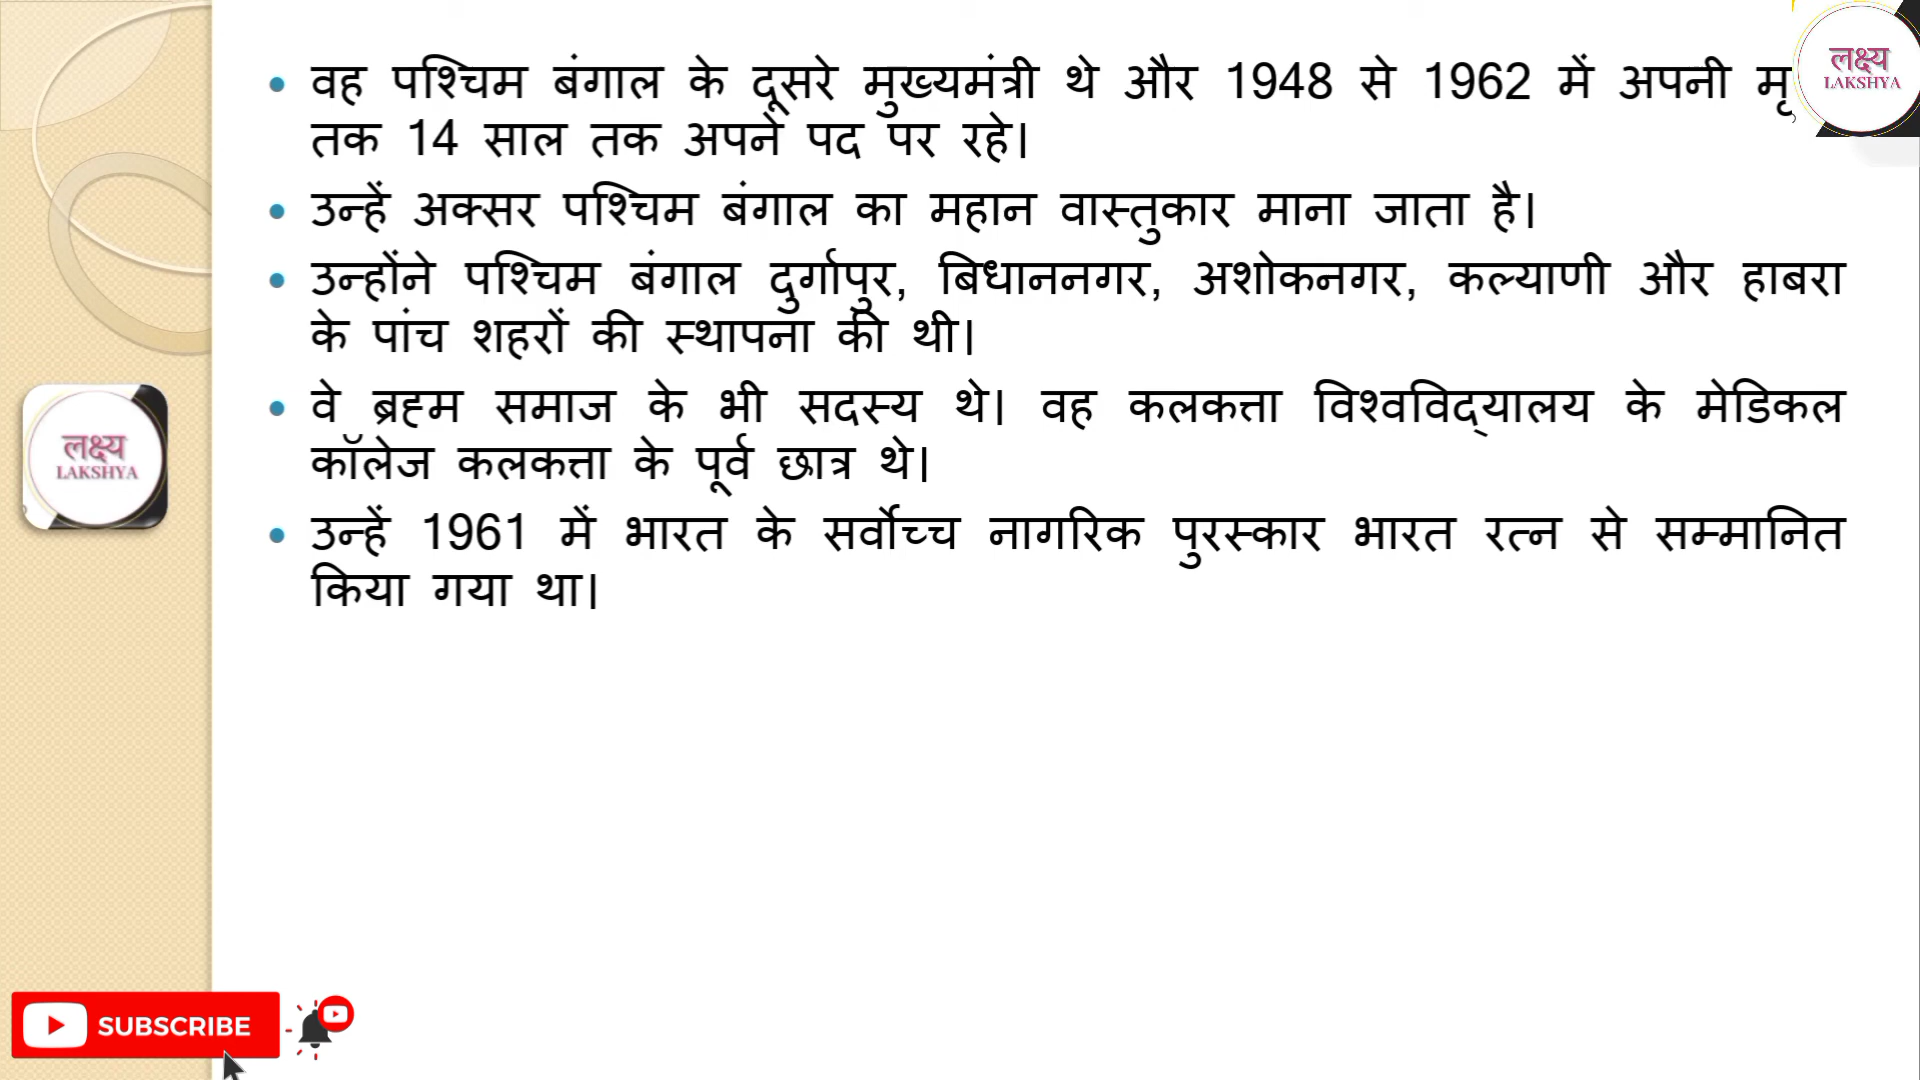 • वह पश्चिम बंगाल के दूसरे मुख्यमंत्री थे और 1948 से 1962 में अपनी
तक 14 साल तक अपने पद पर रहे।
• उन्हें अक्सर पश्चिम बंगाल का महान वास्तुकार माना जाता है।
• उन्होंने पश्चिम बंगाल दुर्गापुर, बिधाननगर, अशोकनगर, कल्याणी और हाबरा
के पांच शहरों की स्थापना की थी।
• वे ब्रह्म समाज के भी सदस्य थे। वह कलकत्ता विश्वविद्यालय के मेडिकल
कॉलेज कलकत्ता के पूर्व छात्र थे।
• उन्हें 1961 में भारत के सर्वोच्च नागरिक पुरस्कार भारत रत्न से सम्मानित
किया गया था।
लक्ष्य
LAKSHYA
लक्ष्य
LAKSHYA
SUBSCRIBE